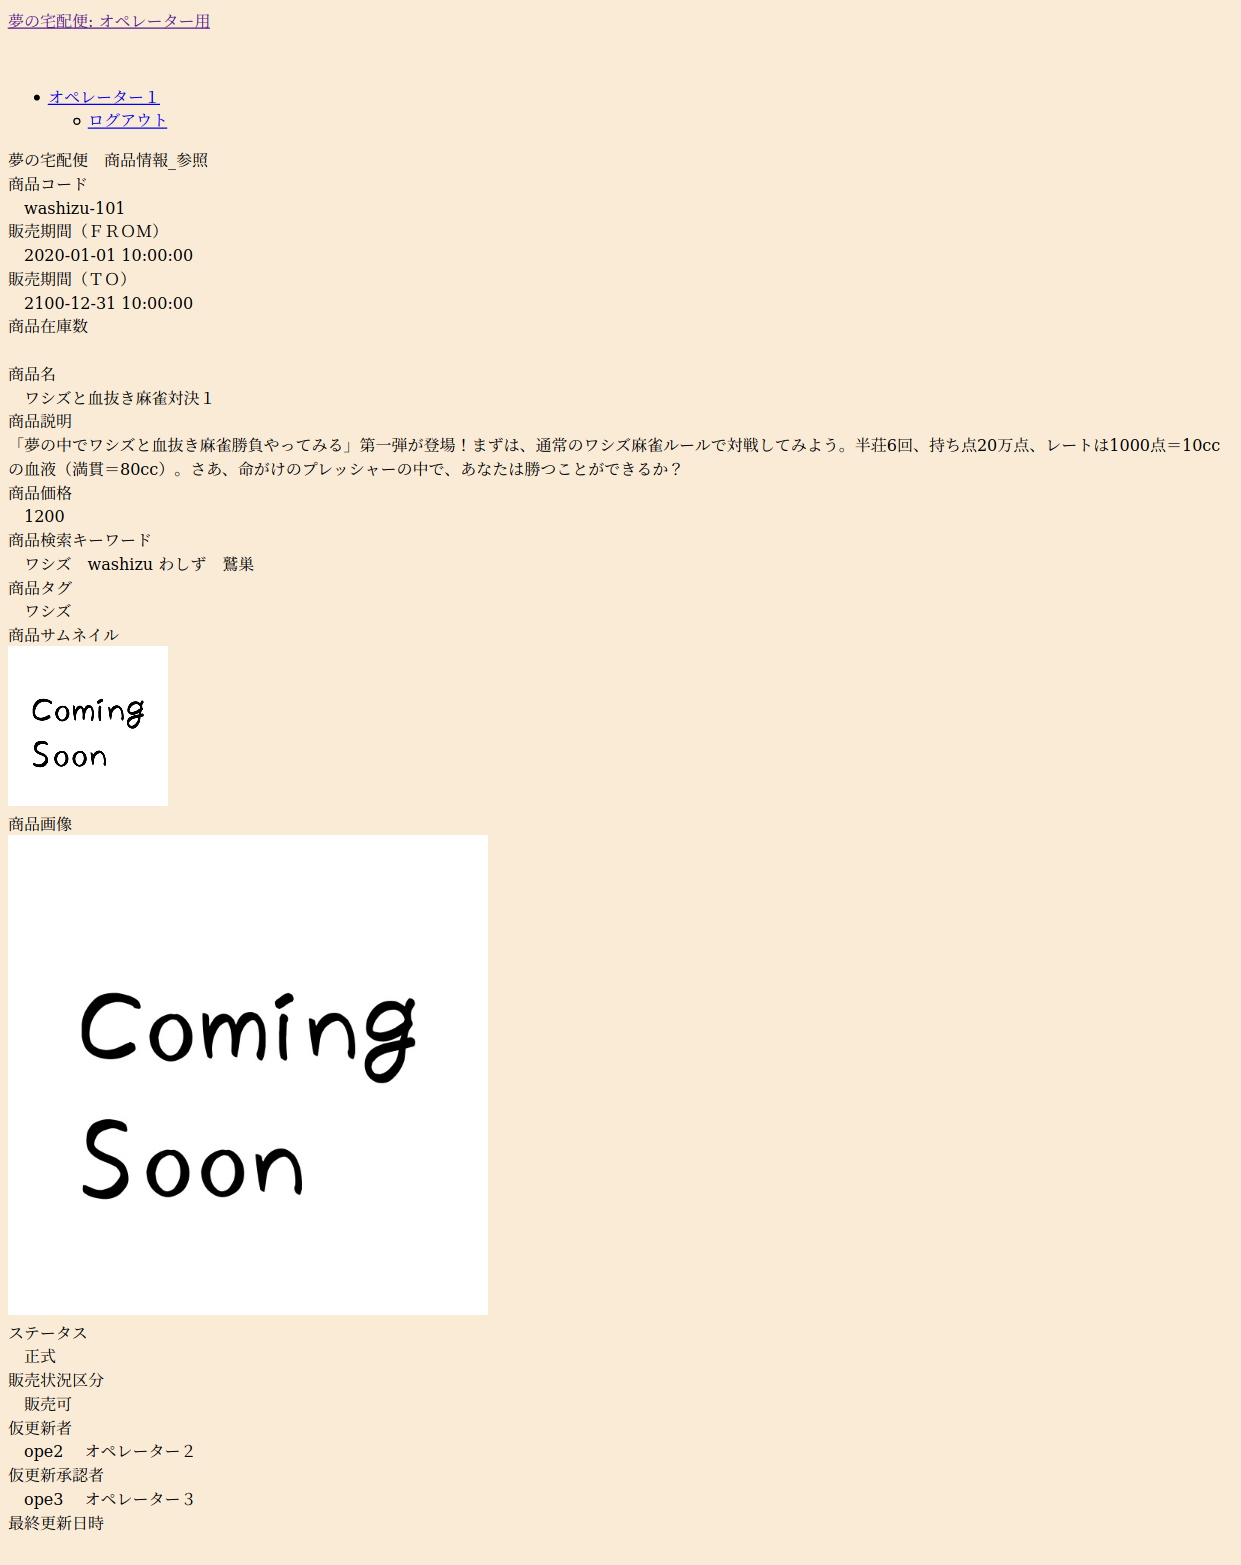 夢の宅配便: オペレーター用
オペレーター１
ログアウト
夢の宅配便　商品情報_参照
商品コード
washizu-101
販売期間（ＦＲＯＭ）
2020-01-01 10:00:00
販売期間（ＴＯ）
2100-12-31 10:00:00
商品在庫数
商品名
ワシズと血抜き麻雀対決１
商品説明
「夢の中でワシズと血抜き麻雀勝負やってみる」第一弾が登場！まずは、通常のワシズ麻雀ルールで対戦してみよう。半荘6回、持ち点20万点、レートは1000点＝10cc
の血液（満貫＝80cc）。さあ、命がけのプレッシャーの中で、あなたは勝つことができるか？
商品価格
1200
商品検索キーワード
ワシズ　washizu わしず　鷲巣
商品タグ
ワシズ
商品サムネイル
Coming
Soon
商品画像
Coming
Soon
ステータス
正式
販売状況区分
販売可
仮更新者
ope2　オペレーター２
仮更新承認者
ope3　オペレーター３
最終更新日時